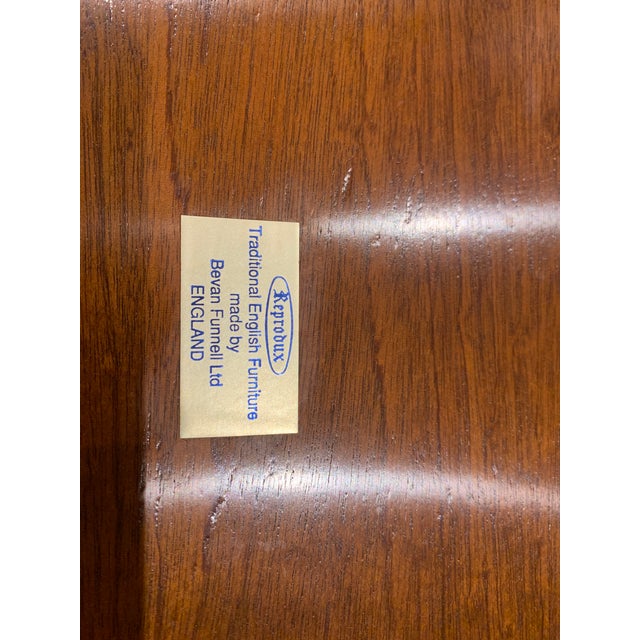 Reprodux
Traditional English Furniture
made by
Bevan Funnell Ltd
ENGLAND